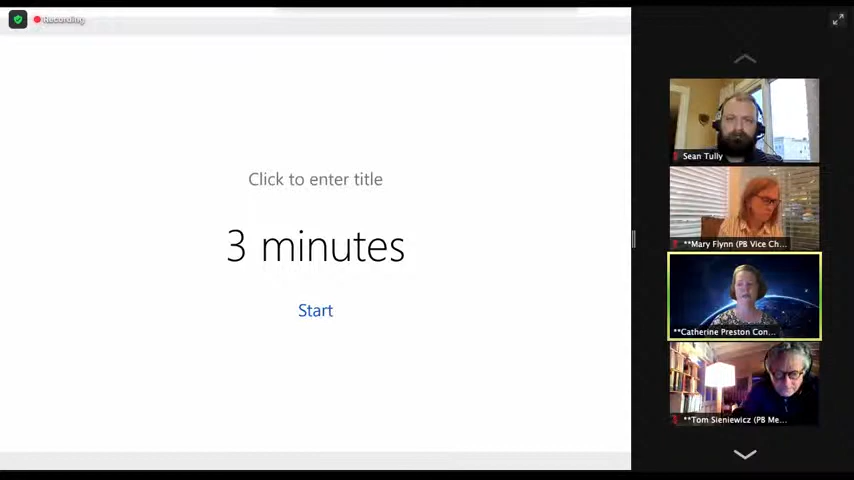 Recording
Click to enter title
3 minutes
Start
Sean Tully
**Mary Flynn (PB Vice Ch...
**Catherine Preston Con...
**Tom Sieniewicz (PB Me...